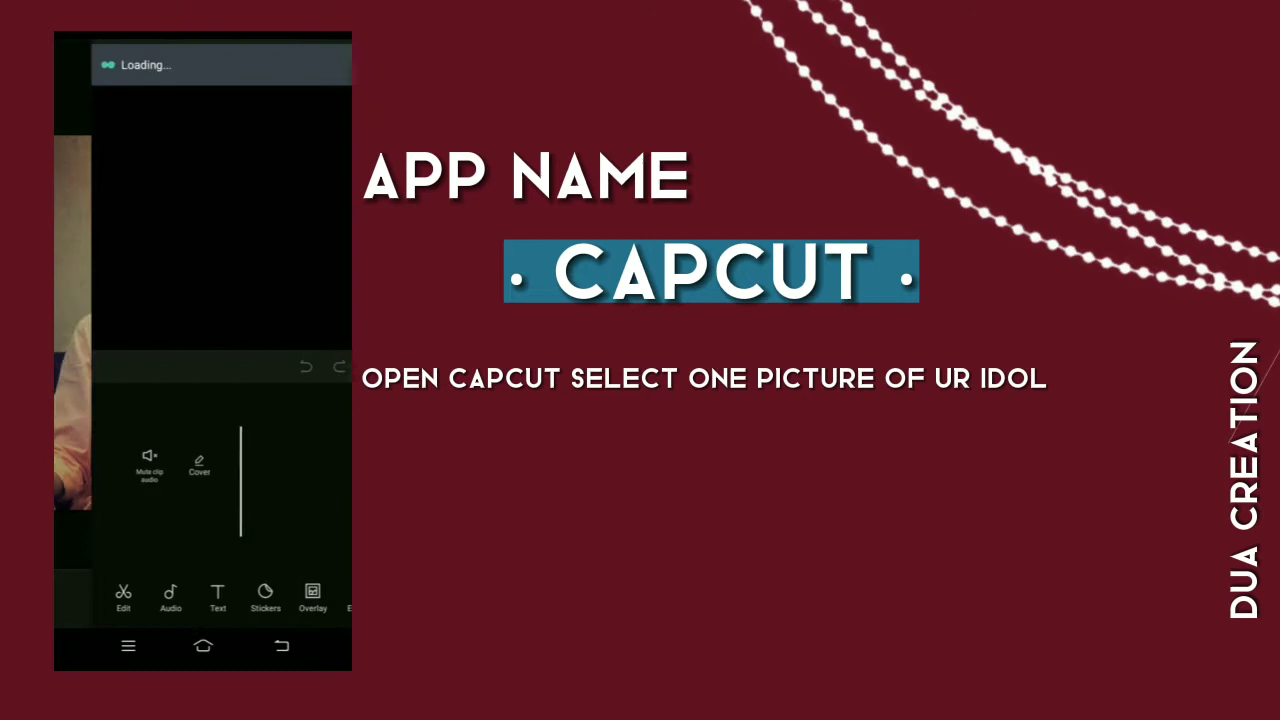 Loading...
APP NAME
• CAPCUT •
OPEN CAPCUT SELECT ONE PICTURE OF UR IDOL
Mute clip
audio
Cover
Edit Audio Text Stickers Overlay
DUA CREATION